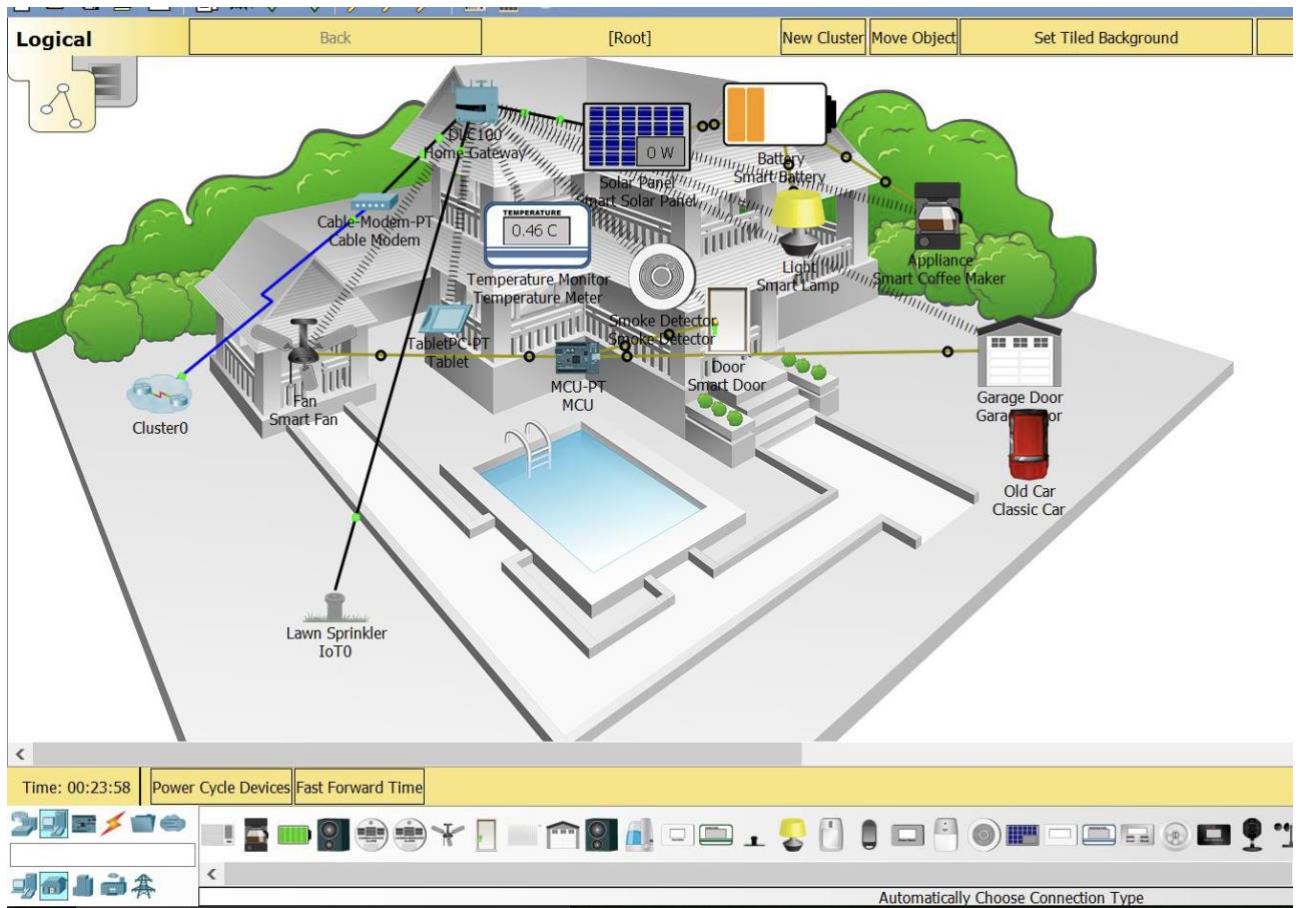 Logical
Back
[Root]
New Cluster
Move Object
Set Tiled Background
DLC100
Home Gateway
0 W
Solar Panel
Smart Solar Panel
Battery
Smart Battery
Cable-Modem-PT
Cable Modem
TEMPERATURE
0.46 C
Temperature Monitor
Temperature Meter
Light
Smart Lamp
Appliance
Smart Coffee Maker
Smoke Detector
Smoke Detector
TabletPC-PT
Tablet
Door
Smart Door
MCU-PT
MCU
Fan
Smart Fan
Cluster0
Garage Door
Garage Door
Old Car
Classic Car
Lawn Sprinkler
IoT0
Time: 00:23:58
Power Cycle Devices
Fast Forward Time
Automatically Choose Connection Type